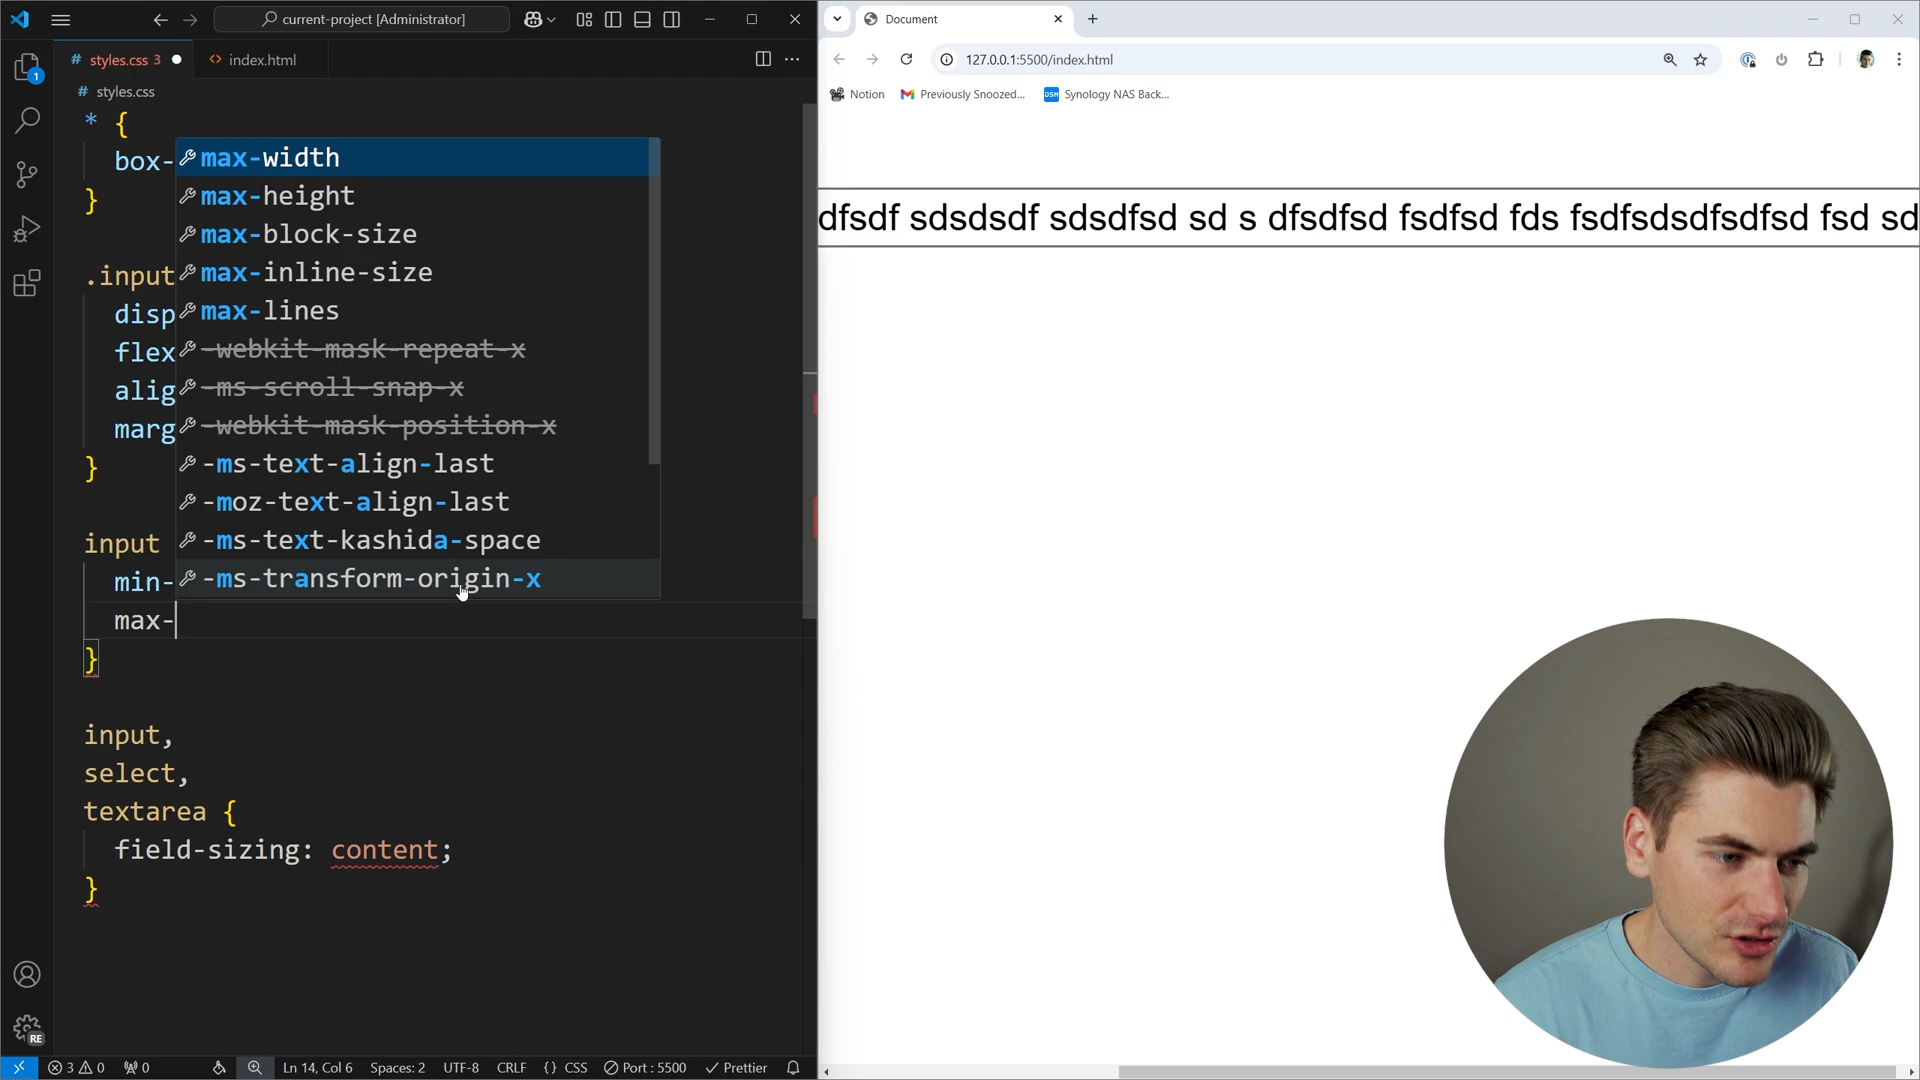 current-project [Administrator]
styles.css 3
index.html
styles.css
* {
box-
}
.input
disp
flex
alig
marg
}
input
min-
max-
}
input,
select,
textarea {
field-sizing: content;
}
max-width
max-height
max-block-size
max-inline-size
max-lines
-webkit-mask-repeat-x
-ms-scroll-snap-x
-webkit-mask-position-x
-ms-text-align-last
-moz-text-align-last
-ms-text-kashida-space
-ms-transform-origin-x
1
RE
3 0 0 Ln 14, Col 6 Spaces: 2 UTF-8 CRLF {} CSS Port : 5500 Prettier
Document
127.0.0.1:5500/index.html
Notion Previously Snoozed... DSM Synology NAS Back...
dfsdf sdsdsdf sdsdfsd sd s dfsdfsd fsdfsd fds fsdfsdsdfsdfsd fsd sd